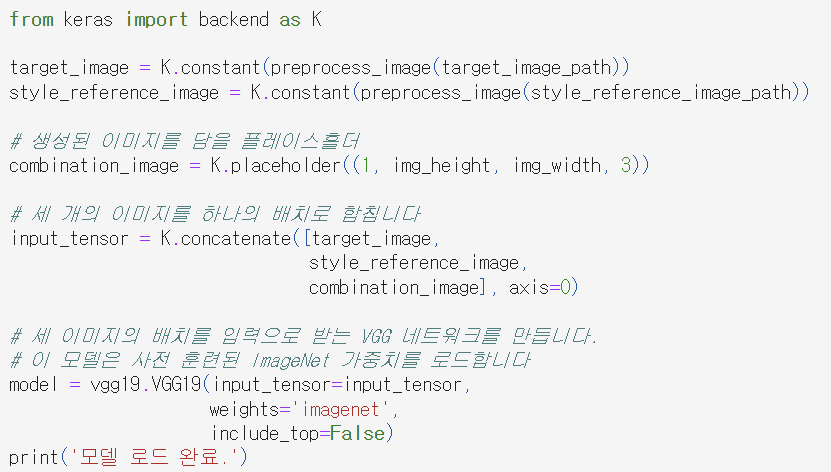 from keras import backend as K
target_image = K.constant(preprocess_image(target_image_path))
style_reference_image = K.constant(preprocess_image(style_reference_image_path))
# 생성된 이미지를 담을 플레이스홀더
combination_image = K.placeholder((1, img_height, img_width, 3))
# 세 개의 이미지를 하나의 배치로 합칩니다
input_tensor = K.concatenate([target_image,
style_reference_image,
combination_image], axis=0)
# 세 이미지의 배치를 입력으로 받는 VGG 네트워크를 만듭니다.
# 이 모델은 사전 훈련된 ImageNet 가중치를 로드합니다
model = vgg19.VGG19(input_tensor=input_tensor,
weights='imagenet',
include_top=False)
print('모델 로드 완료.')